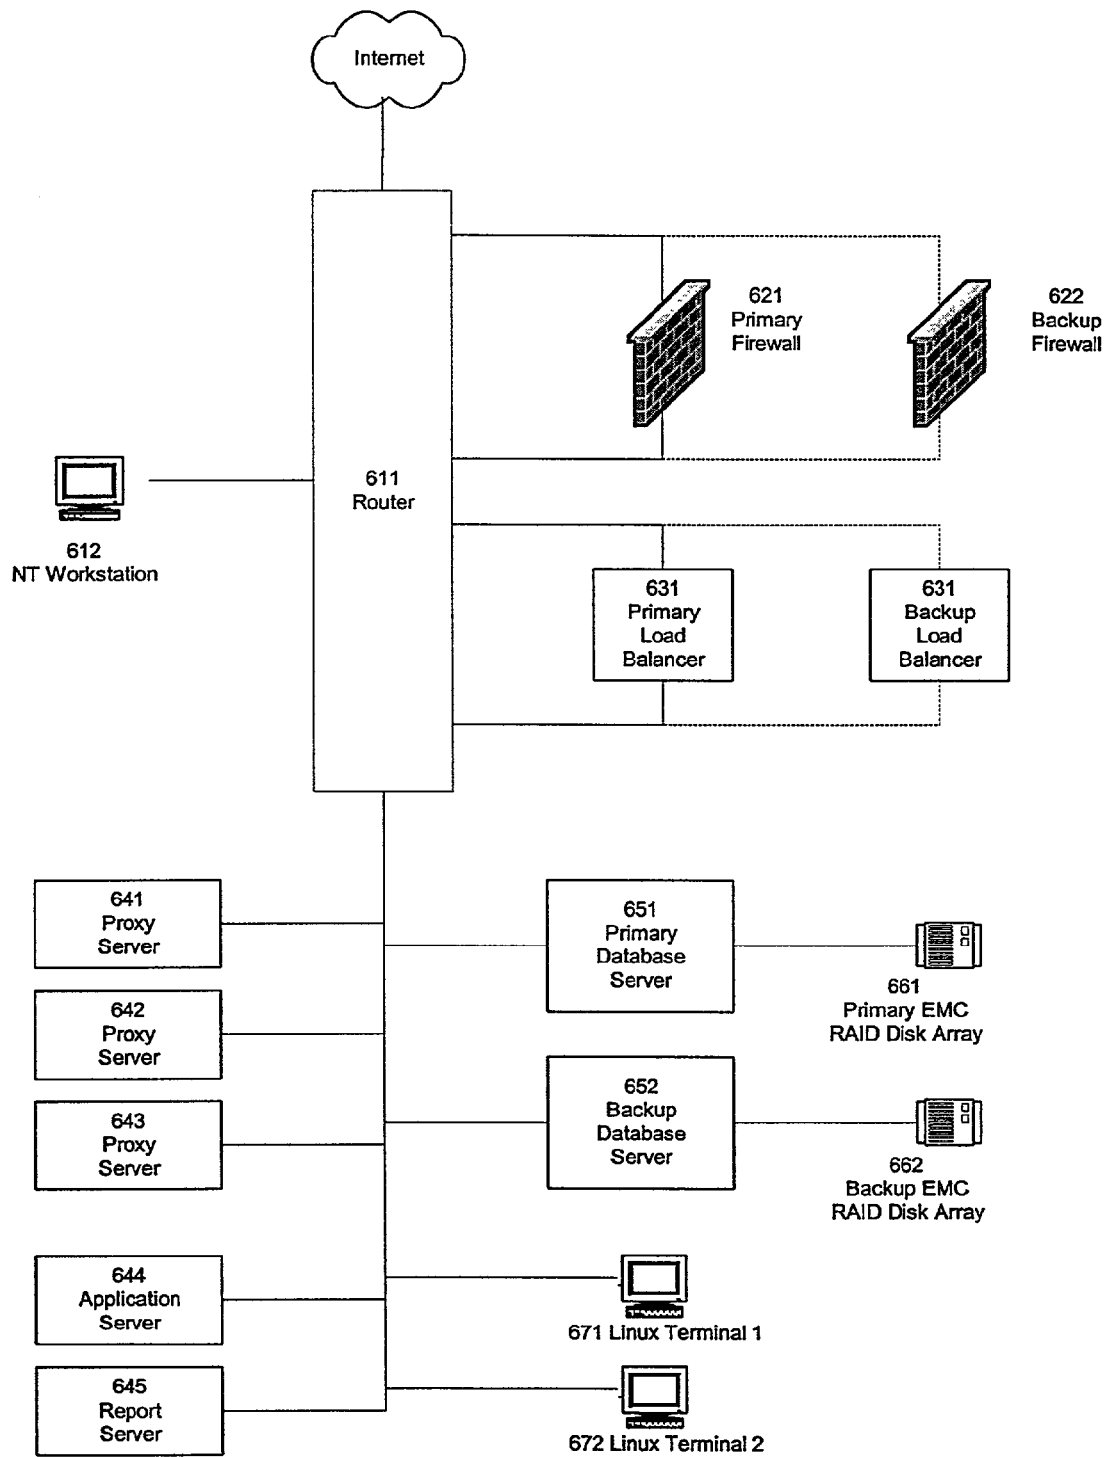 Internet
621
Primary
Firewall
622
Backup
Firewall
611
Router
612
NT Workstation
631
Primary
Load
Balancer
631
Backup
Load
Balancer
641
Proxy
Server
651
Primary
Database
Server
661
Primary EMC
RAID Disk Array
642
Proxy
Server
652
Backup
Database
Server
643
Proxy
Server
662
Backup EMC
RAID Disk Array
644
Application
Server
671 Linux Terminal 1
645
Report
Server
672 Linux Terminal 2